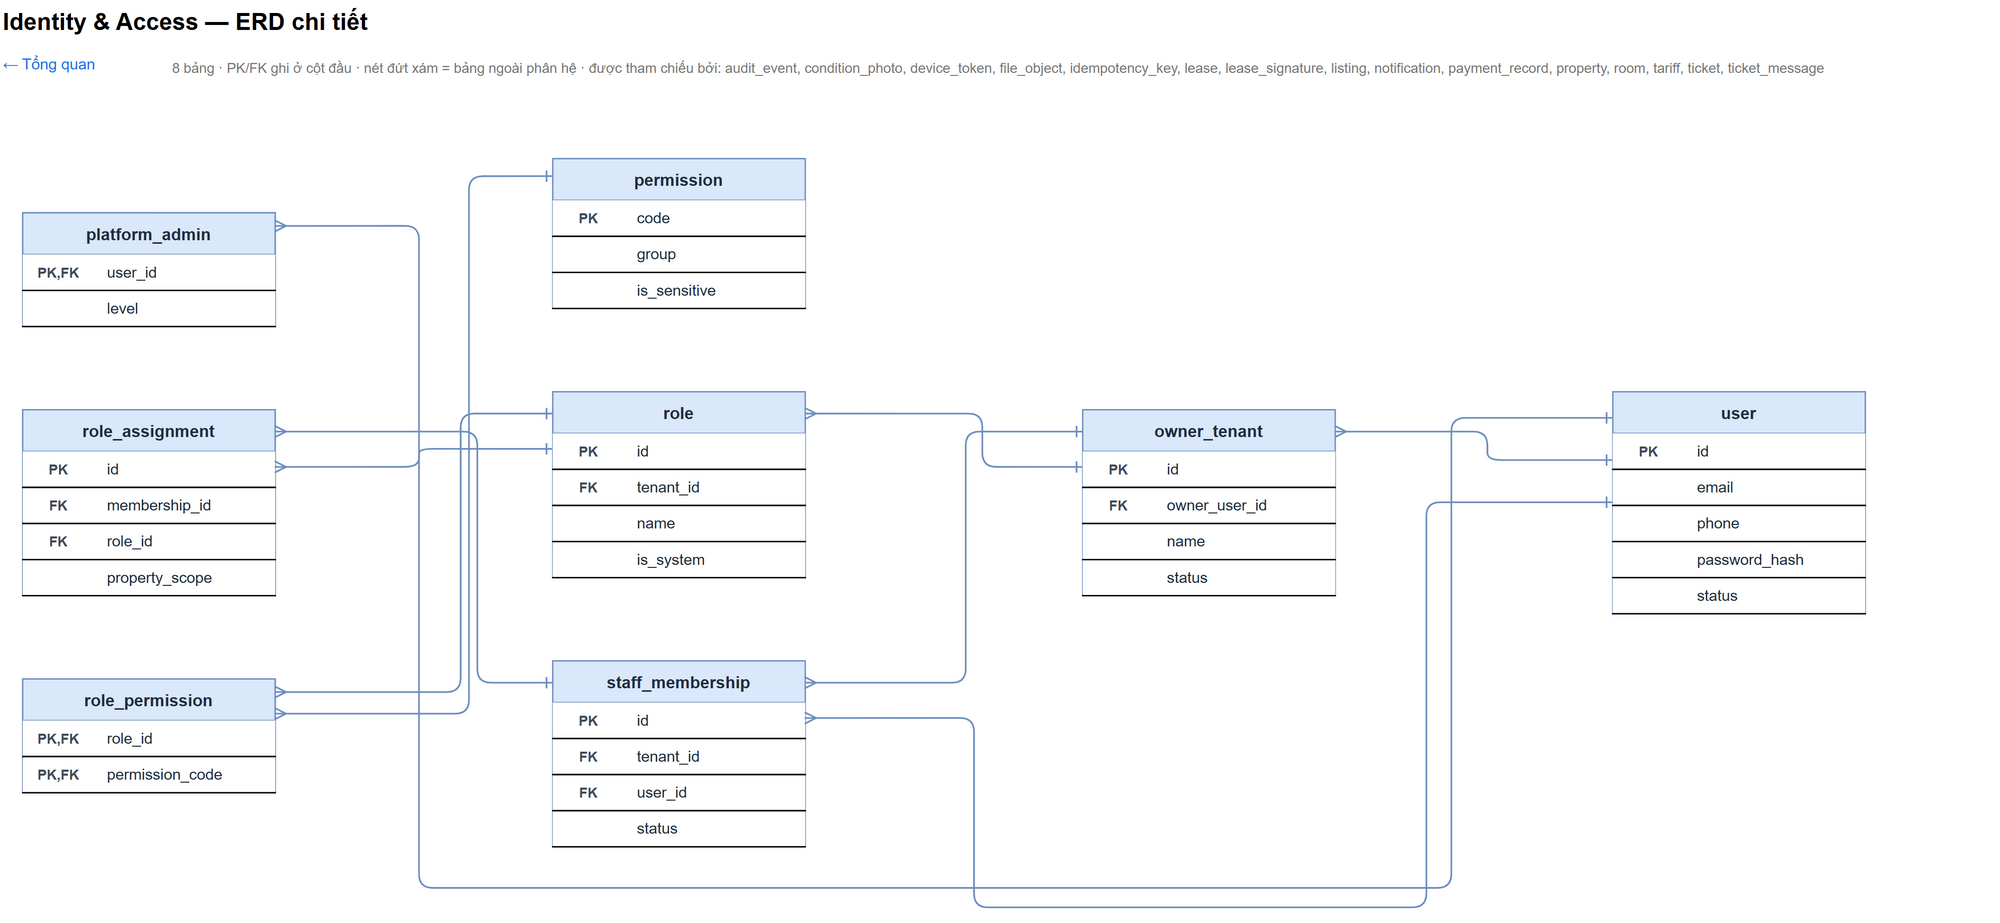 Identity & Access — ERD chi tiết
← Tổng quan
8 bảng · PK/FK ghi ở cột đầu · nét đứt xám = bảng ngoài phân hệ · được tham chiếu bởi: audit_event, condition_photo, device_token, file_object, idempotency_key, lease, lease_signature, listing, notification, payment_record, property, room, tariff, ticket, ticket_message
permission
PK code
group
is_sensitive
platform_admin
PK,FK user_id
level
role_assignment
PK id
FK membership_id
FK role_id
property_scope
role
PK id
FK tenant_id
name
is_system
owner_tenant
PK id
FK owner_user_id
name
status
user
PK id
email
phone
password_hash
status
role_permission
PK,FK role_id
PK,FK permission_code
staff_membership
PK id
FK tenant_id
FK user_id
status